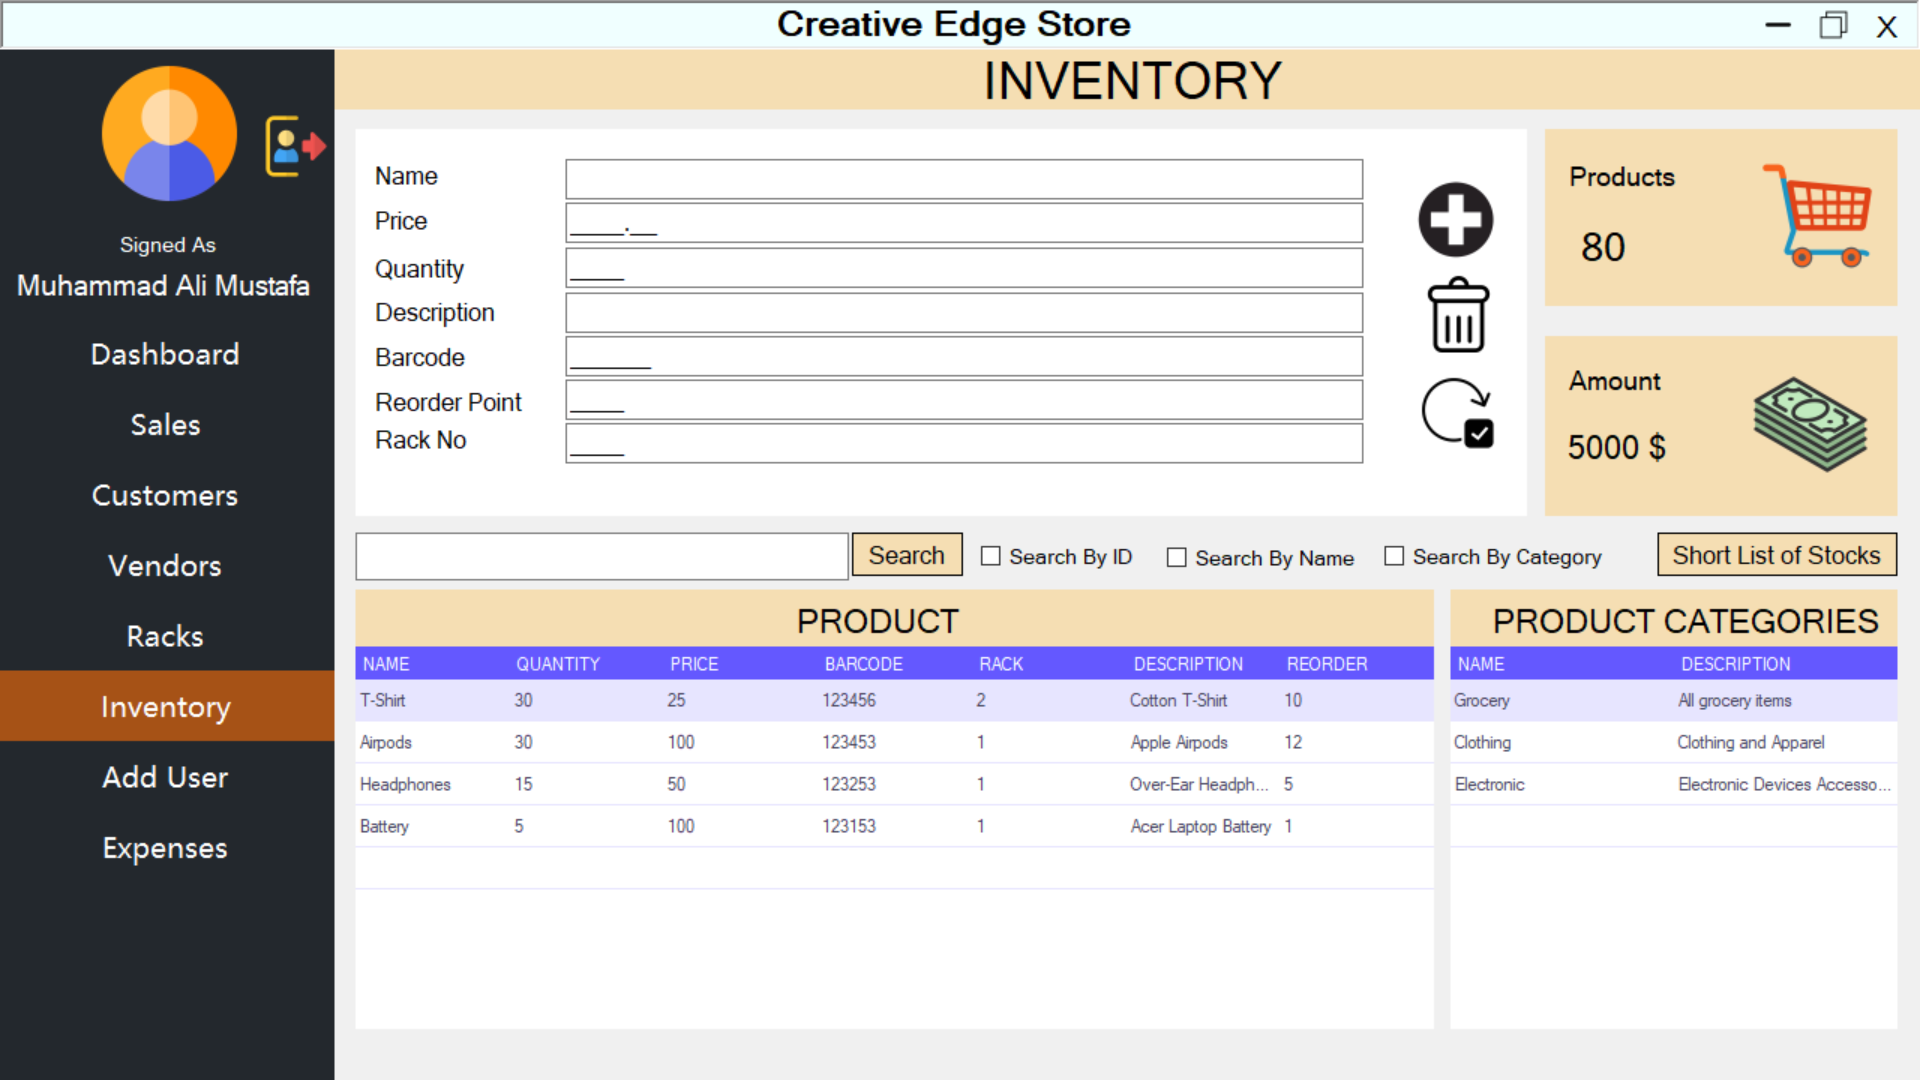 Creative Edge Store
X
INVENTORY
Signed As
Muhammad Ali Mustafa
Dashboard
Sales
Customers
Vendors
Racks
Inventory
Add User
Expenses
Name
Price ____.__
Quantity ____
Description
Barcode ______
Reorder Point ____
Rack No ____
Products
80
Amount
5000 $
Search Search By ID Search By Name Search By Category Short List of Stocks
PRODUCT
NAME QUANTITY PRICE BARCODE RACK DESCRIPTION REORDER
T-Shirt 30 25 123456 2 Cotton T-Shirt 10
Airpods 30 100 123453 1 Apple Airpods 12
Headphones 15 50 123253 1 Over-Ear Headph... 5
Battery 5 100 123153 1 Acer Laptop Battery 1
PRODUCT CATEGORIES
NAME DESCRIPTION
Grocery All grocery items
Clothing Clothing and Apparel
Electronic Electronic Devices Accesso...